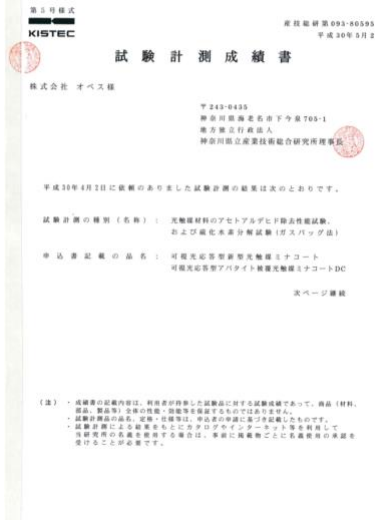 第5号様式
KISTEC
産技総研第095-80595
平成30年5月2
試験計測成績書
株式会社 オペス様
〒243-0435
神奈川県海老名市下今泉705-1
地方独立行政法人
神奈川県立産業技術総合研究所理事長
平成30年4月2に依頼のありました試験計測の結果は次のとおりです。
試験計測の種別(名称): 光触媒材料のアセトアルデヒド除去性能試験、
および硫化水素分解試験(ガスバッグ法)
申込書記載の品名: 可視光応答型新型光触媒ミナコート
可視光応答型アパタイト被覆光触媒ミナコートDC
次ページ継続
(注) ・成績書の記載内容は、利用者が持参した試験品に対する試験成績であって、商品(材料、
部品、製品等)全体の性能・効能等を保証するものではありません。
・試験計測品の品名、定格・仕様等は、申込者の申請に基づき記載したものです。
・試験計測による結果をもとにカタログやインターネット等を利用して
当研究所の名義を使用する場合は、事前に掲載物ごとに名義使用の承認を
受けることが必要です。